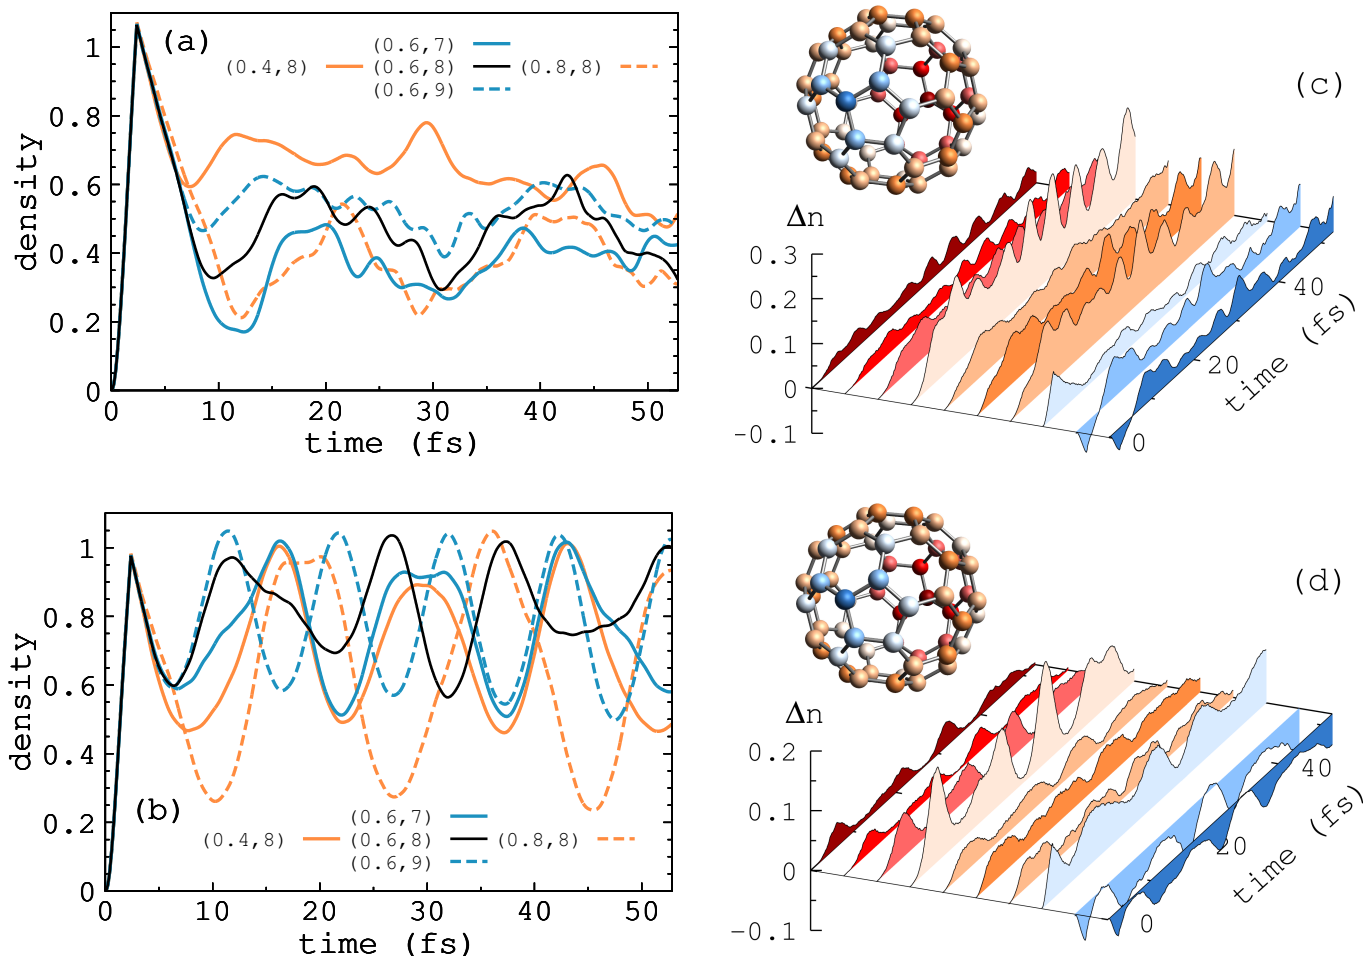 (a)
(0.6,7)
(0.4,8) (0.6,8) (0.8,8)
(0.6,9)
1
0.8
0.6
0.4
0.2
0
density
0 10 20 30 40 50
time (fs)
(c)
Δn
0.3
0.2
0.1
0
-0.1
0 20 40
time (fs)
(b)
(0.6,7)
(0.4,8) (0.6,8) (0.8,8)
(0.6,9)
1
0.8
0.6
0.4
0.2
0
density
0 10 20 30 40 50
time (fs)
(d)
Δn
0.2
0.1
0
-0.1
0 20 40
time (fs)